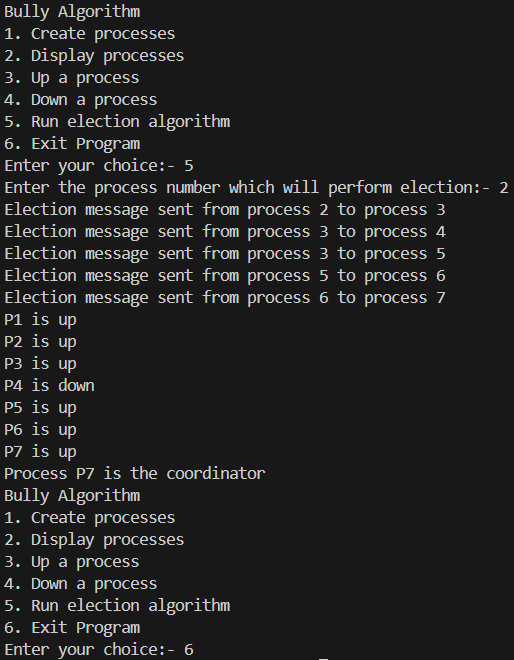 Bully Algorithm
1. Create processes
2. Display processes
3. Up a process
4. Down a process
5. Run election algorithm
6. Exit Program
Enter your choice:- 5
Enter the process number which will perform election:- 2
Election message sent from process 2 to process 3
Election message sent from process 3 to process 4
Election message sent from process 3 to process 5
Election message sent from process 5 to process 6
Election message sent from process 6 to process 7
P1 is up
P2 is up
P3 is up
P4 is down
P5 is up
P6 is up
P7 is up
Process P7 is the coordinator
Bully Algorithm
1. Create processes
2. Display processes
3. Up a process
4. Down a process
5. Run election algorithm
6. Exit Program
Enter your choice:- 6